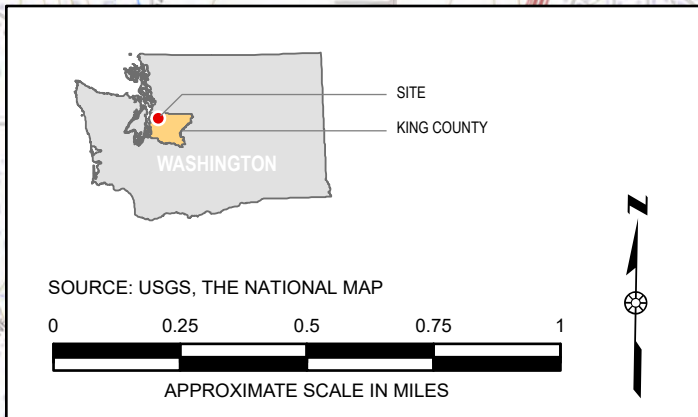 SITE
KING COUNTY
WASHINGTON
N
SOURCE: USGS, THE NATIONAL MAP
0 0.25 0.5 0.75 1
APPROXIMATE SCALE IN MILES